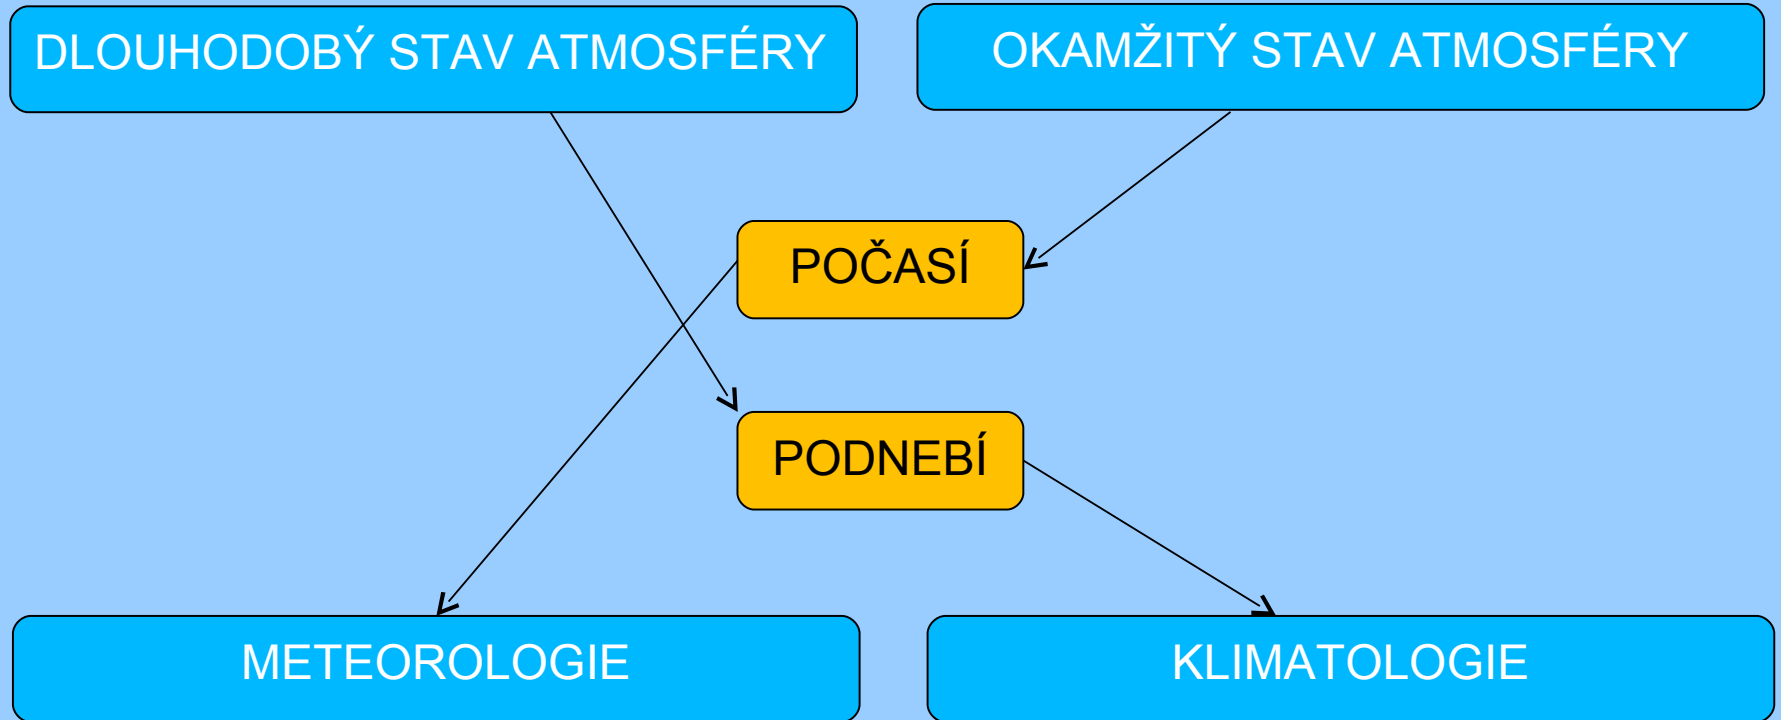 DLOUHODOBÝ STAV ATMOSFÉRY
OKAMŽITÝ STAV ATMOSFÉRY
POČASÍ
PODNEBÍ
METEOROLOGIE
KLIMATOLOGIE